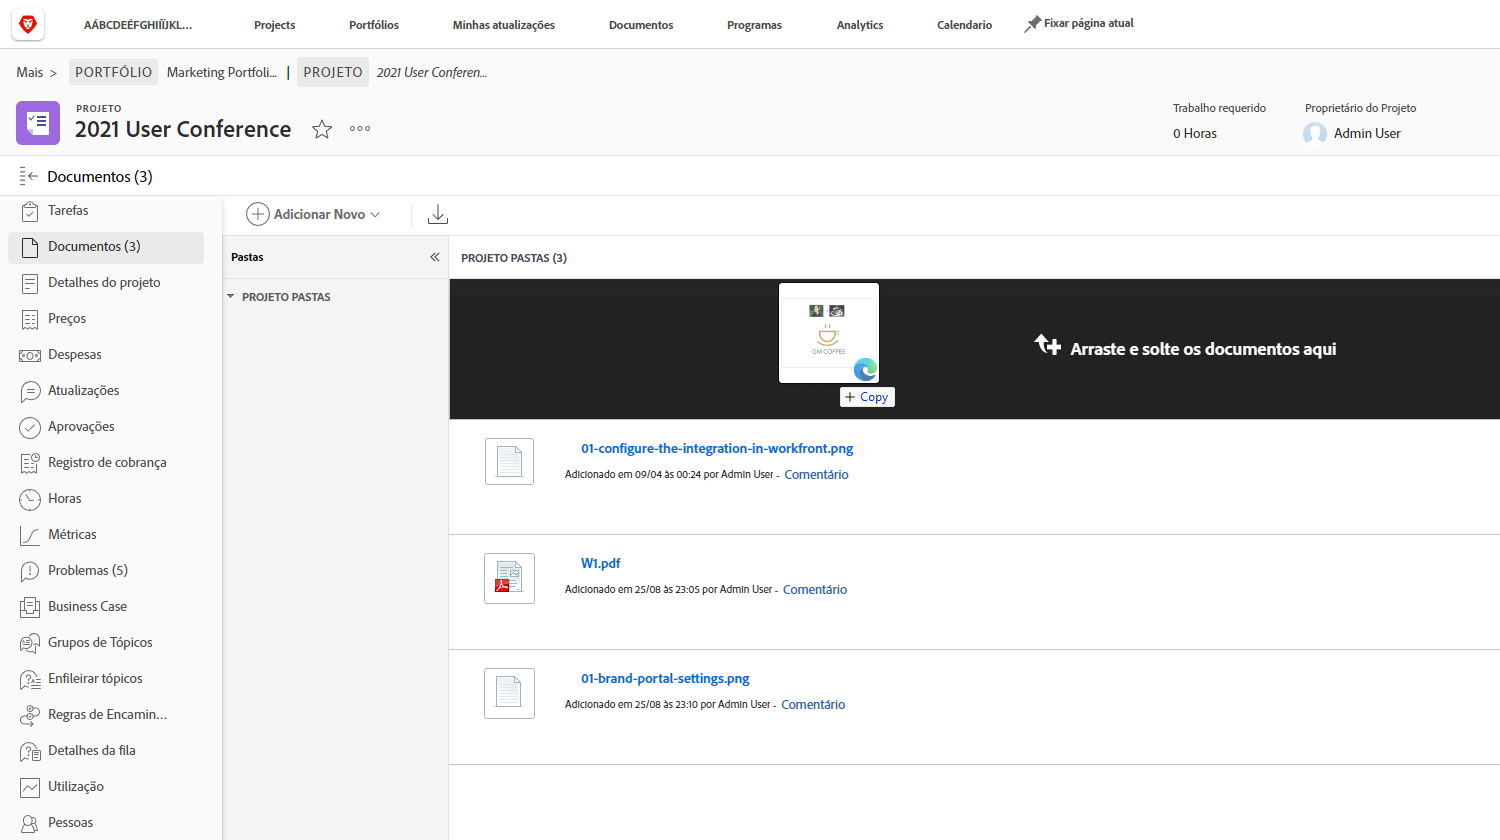 AÁBCDEÉFGHIÍÏJKL...
Projects
Portfólios
Minhas atualizações
Documentos
Programas
Analytics
Calendario
Fixar página atual
Mais >
PORTFÓLIO
Marketing Portfoli...
|
PROJETO
2021 User Conferen...
PROJETO
2021 User Conference
Trabalho requerido
0 Horas
Proprietário do Projeto
Admin User
Documentos (3)
Tarefas
Documentos (3)
Detalhes do projeto
Preços
Despesas
Atualizações
Aprovações
Registro de cobrança
Horas
Métricas
Problemas (5)
Business Case
Grupos de Tópicos
Enfileirar tópicos
Regras de Encamin...
Detalhes da fila
Utilização
Pessoas
Adicionar Novo
Pastas
PROJETO PASTAS
PROJETO PASTAS (3)
GM COFFEE
+ Copy
Arraste e solte os documentos aqui
01-configure-the-integration-in-workfront.png
Adicionado em 09/04 às 00:24 por Admin User - Comentário
W1.pdf
Adicionado em 25/08 às 23:05 por Admin User - Comentário
01-brand-portal-settings.png
Adicionado em 25/08 às 23:10 por Admin User - Comentário